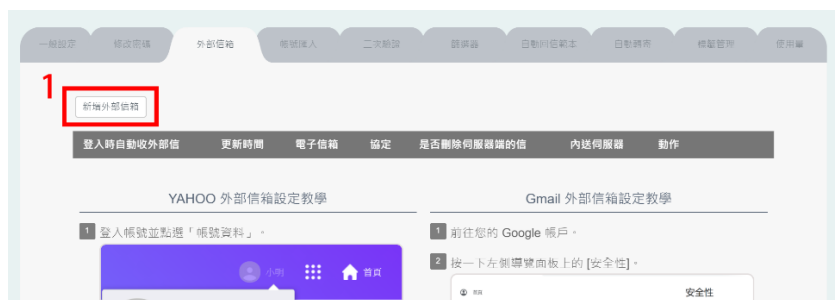 一般設定 修改密碼 外部信箱 帳號匯入 二次驗證 篩選器 自動回信範本 自動轉寄 標籤管理 使用量
1
新增外部信箱
登入時自動收外部信 更新時間 電子信箱 協定 是否刪除伺服器端的信 內送伺服器 動作
YAHOO 外部信箱設定教學
1 登入帳號並點選「帳號資料」。
小明 首頁
Gmail 外部信箱設定教學
1 前往您的 Google 帳戶。
2 按一下左側導覽面板上的 [安全性]。
安全性